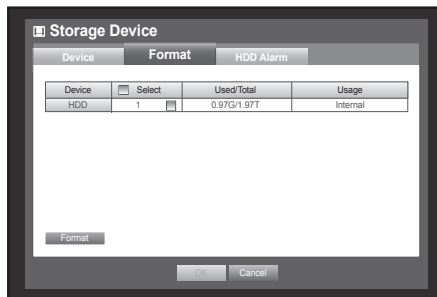 Storage Device
Device Format HDD Alarm
Device Select Used/Total Usage
HDD 1 0.97G/1.97T Internal
Format
OK Cancel